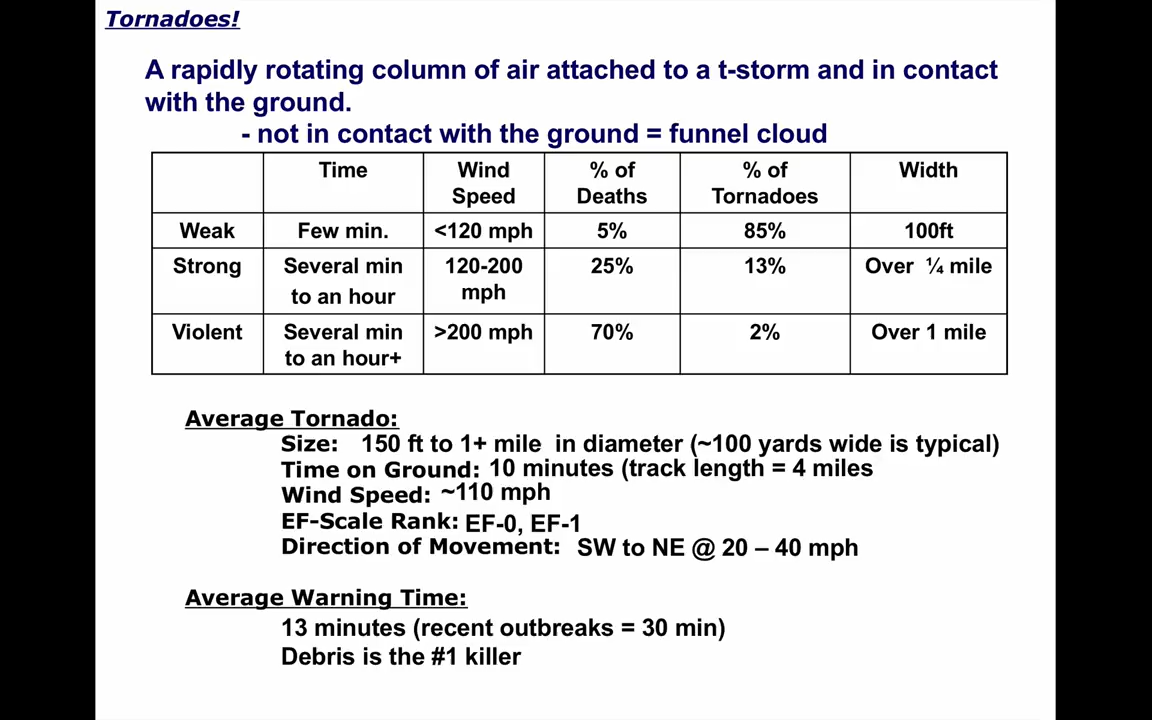 Tornadoes!
A rapidly rotating column of air attached to a t-storm and in contact
with the ground.
- not in contact with the ground = funnel cloud
Time Wind Speed % of Deaths % of Tornadoes Width
Weak Few min. <120 mph 5% 85% 100ft
Strong Several min to an hour 120-200 mph 25% 13% Over ¼ mile
Violent Several min to an hour+ >200 mph 70% 2% Over 1 mile
Average Tornado:
Size: 150 ft to 1+ mile in diameter (~100 yards wide is typical)
Time on Ground: 10 minutes (track length = 4 miles
Wind Speed: ~110 mph
EF-Scale Rank: EF-0, EF-1
Direction of Movement: SW to NE @ 20 – 40 mph
Average Warning Time:
13 minutes (recent outbreaks = 30 min)
Debris is the #1 killer